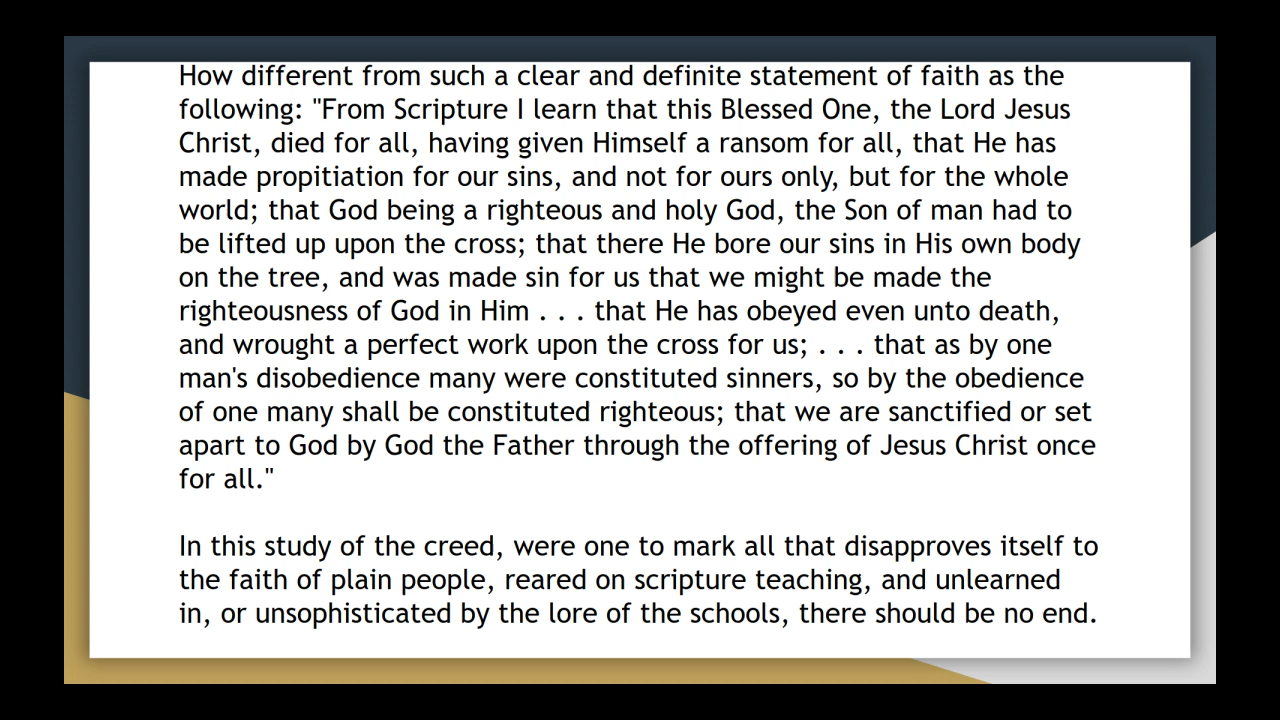 How different from such a clear and definite statement of faith as the
following: "From Scripture I learn that this Blessed One, the Lord Jesus
Christ, died for all, having given Himself a ransom for all, that He has
made propitiation for our sins, and not for ours only, but for the whole
world; that God being a righteous and holy God, the Son of man had to
be lifted up upon the cross; that there He bore our sins in His own body
on the tree, and was made sin for us that we might be made the
righteousness of God in Him . . . that He has obeyed even unto death,
and wrought a perfect work upon the cross for us; . . . that as by one
man's disobedience many were constituted sinners, so by the obedience
of one many shall be constituted righteous; that we are sanctified or set
apart to God by God the Father through the offering of Jesus Christ once
for all."
In this study of the creed, were one to mark all that disapproves itself to
the faith of plain people, reared on scripture teaching, and unlearned
in, or unsophisticated by the lore of the schools, there should be no end.